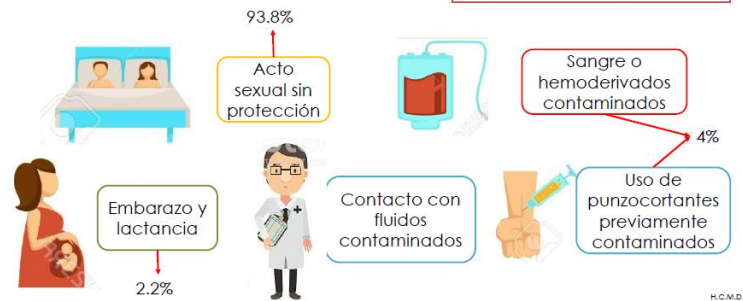 93.8%
Acto
sexual sin
protección
Sangre o
hemoderivados
contaminados
4%
Embarazo y
lactancia
Contacto con
fluidos
contaminados
Uso de
punzocortantes
previamente
contaminados
2.2%
H.C.M.D